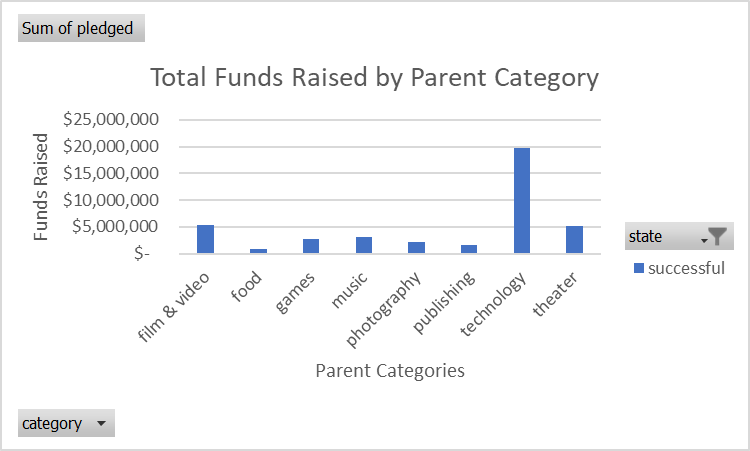 Sum of pledged
Total Funds Raised by Parent Category
Funds Raised
$25,000,000
$20,000,000
$15,000,000
$10,000,000
$5,000,000
$-
film & video
food
games
music
photography
publishing
technology
theater
Parent Categories
state
successful
category